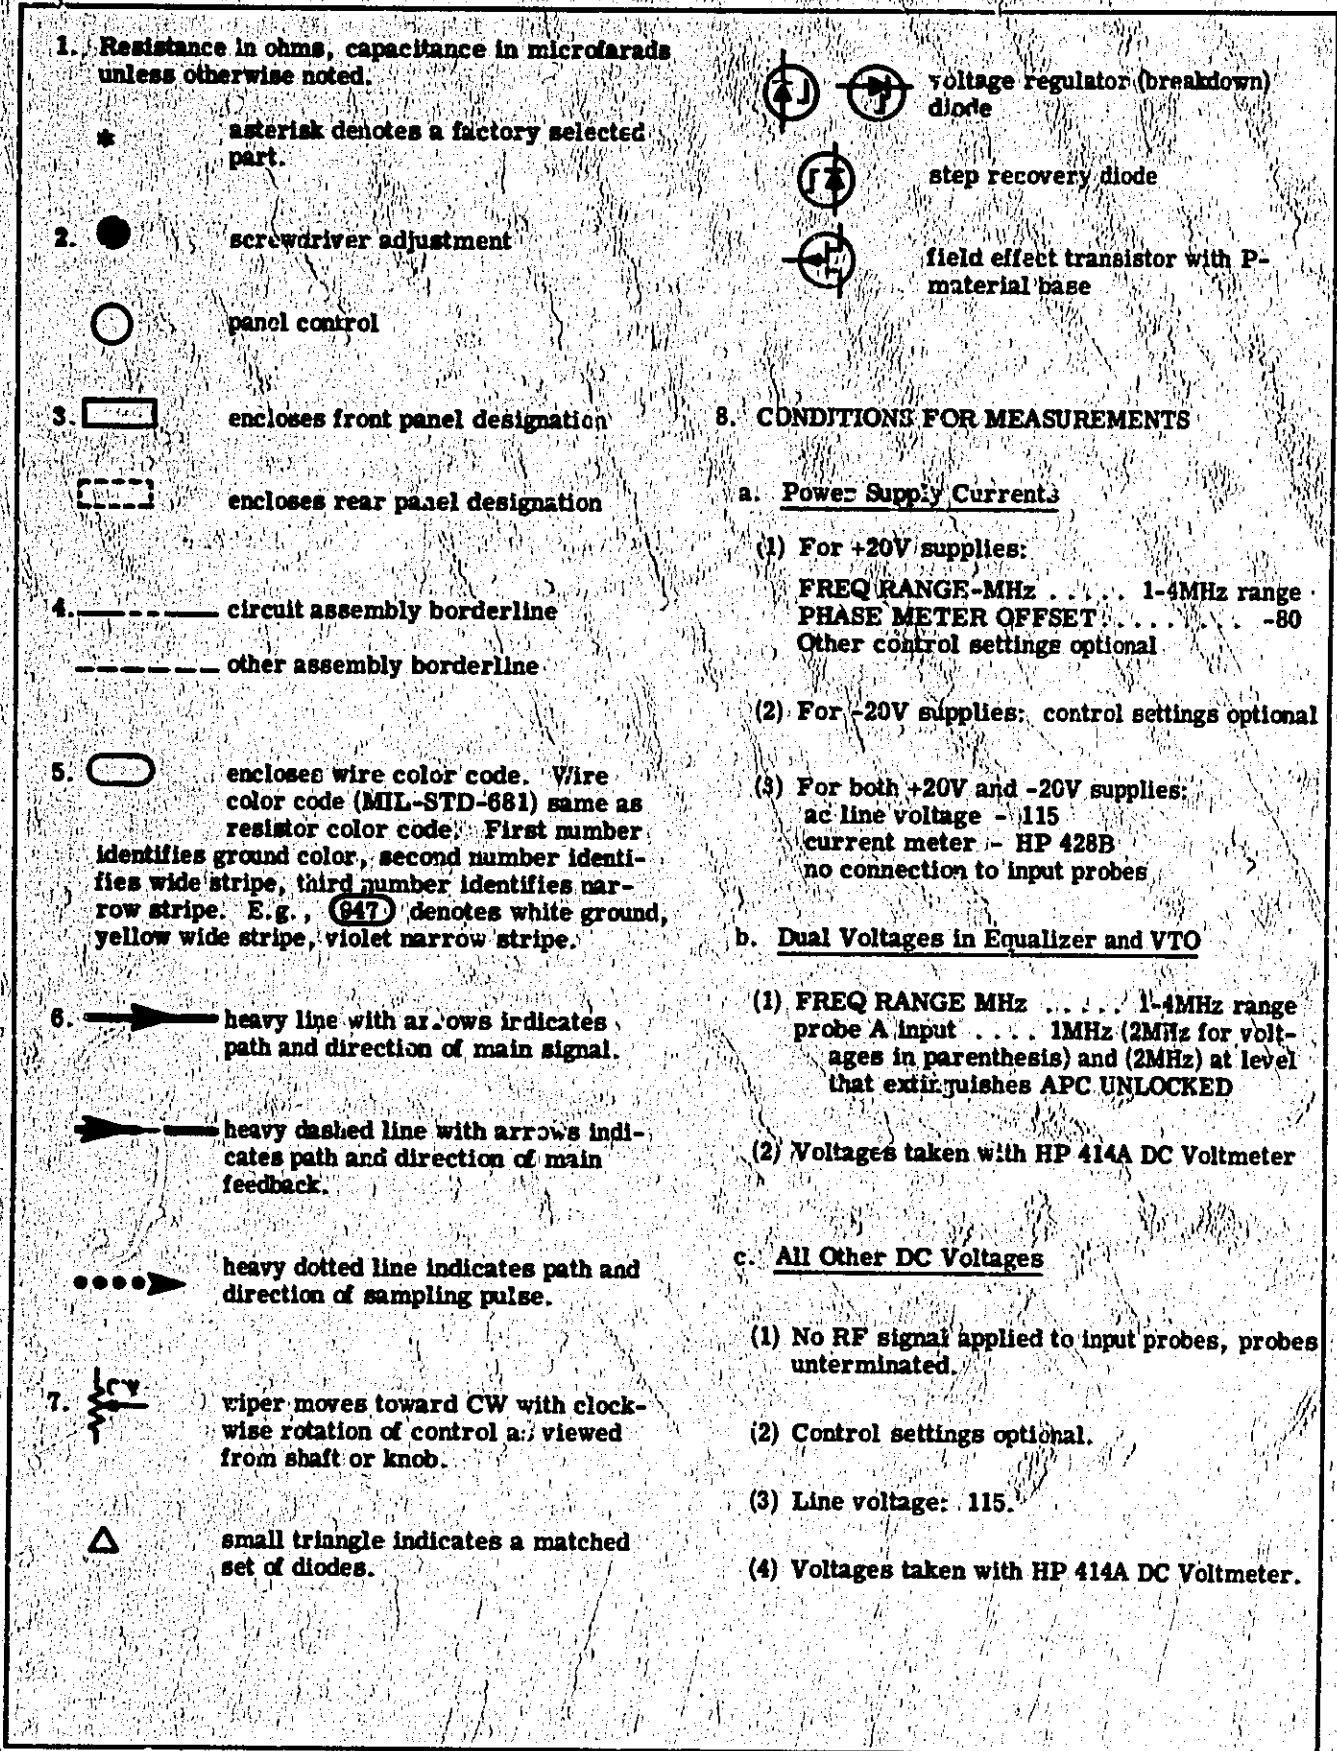 1. Resistance in ohms, capacitance in microfarads
unless otherwise noted.
* asterisk denotes a factory selected
part.
2. screwdriver adjustment
panel control
3. encloses front panel designation
encloses rear panel designation
4. circuit assembly borderline
other assembly borderline
5. encloses wire color code. Wire
color code (MIL-STD-681) same as
resistor color code. First number
identifies ground color, second number identi-
fies wide stripe, third number identifies nar-
row stripe. E.g., 947 denotes white ground,
yellow wide stripe, violet narrow stripe.
6. heavy line with arrows indicates
path and direction of main signal.
heavy dashed line with arrows indi-
cates path and direction of main
feedback.
heavy dotted line indicates path and
direction of sampling pulse.
7. CW wiper moves toward CW with clock-
wise rotation of control as viewed
from shaft or knob.
small triangle indicates a matched
set of diodes.
voltage regulator (breakdown)
diode
step recovery diode
field effect transistor with P-
material base
8. CONDITIONS FOR MEASUREMENTS
a. Power Supply Currents
(1) For +20V supplies:
FREQ RANGE-MHz ..... 1-4MHz range
PHASE METER OFFSET ......... -80
Other control settings optional
(2) For -20V supplies: control settings optional
(3) For both +20V and -20V supplies:
ac line voltage - 115
current meter - HP 428B
no connection to input probes
b. Dual Voltages in Equalizer and VTO
(1) FREQ RANGE MHz ..... 1-4MHz range
probe A input .... 1MHz (2MHz for volt-
ages in parenthesis) and (2MHz) at level
that extinguishes APC UNLOCKED
(2) Voltages taken with HP 414A DC Voltmeter
c. All Other DC Voltages
(1) No RF signal applied to input probes, probes
unterminated.
(2) Control settings optional.
(3) Line voltage: 115.
(4) Voltages taken with HP 414A DC Voltmeter.